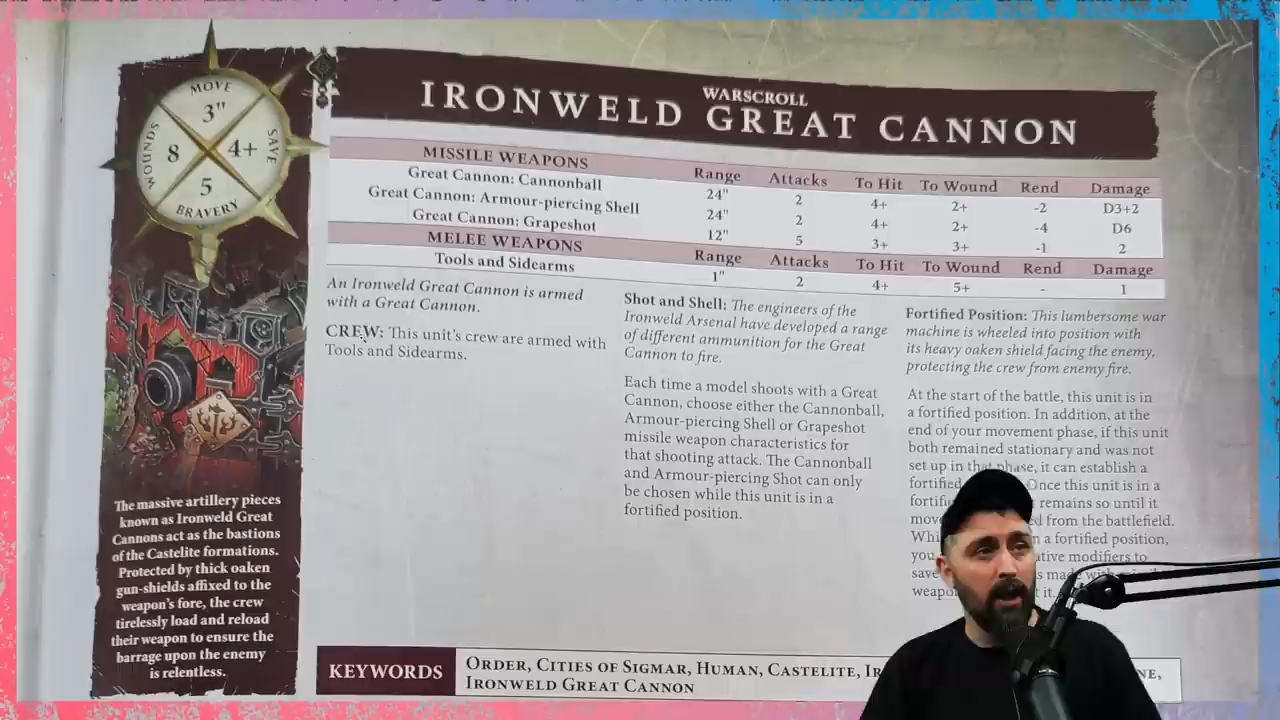 MOVE
3"
WOUNDS
8
4+
SAVE
5
BRAVERY
WARSCROLL
IRONWELD GREAT CANNON
MISSILE WEAPONS Range Attacks To Hit To Wound Rend Damage
Great Cannon: Cannonball 24" 2 4+ 2+ -2 D3+2
Great Cannon: Armour-piercing Shell 24" 2 4+ 2+ -4 D6
Great Cannon: Grapeshot 12" 5 3+ 3+ -1 2
MELEE WEAPONS Range Attacks To Hit To Wound Rend Damage
Tools and Sidearms 1" 2 4+ 5+ - 1
An Ironweld Great Cannon is armed
with a Great Cannon.
CREW: This unit's crew are armed with
Tools and Sidearms.
Shot and Shell: The engineers of the
Ironweld Arsenal have developed a range
of different ammunition for the Great
Cannon to fire.
Each time a model shoots with a Great
Cannon, choose either the Cannonball,
Armour-piercing Shell or Grapeshot
missile weapon characteristics for
that shooting attack. The Cannonball
and Armour-piercing Shot can only
be chosen while this unit is in a
fortified position.
Fortified Position: This lumbersome war
machine is wheeled into position with
its heavy oaken shield facing the enemy,
protecting the crew from enemy fire.
At the start of the battle, this unit is in
a fortified position. In addition, at the
end of your movement phase, if this unit
both remained stationary and was not
set up in that phase, it can establish a
fortified Once this unit is in a
remains so until it
from the battlefield.
in a fortified position,
you modifiers to
save made with
it.
The massive artillery pieces
known as Ironweld Great
Cannons act as the bastions
of the Castelite formations.
Protected by thick oaken
gun-shields affixed to the
weapon's fore, the crew
tirelessly load and reload
their weapon to ensure the
barrage upon the enemy
is relentless.
KEYWORDS
ORDER, CITIES OF SIGMAR, HUMAN, CASTELITE,
IRONWELD GREAT CANNON